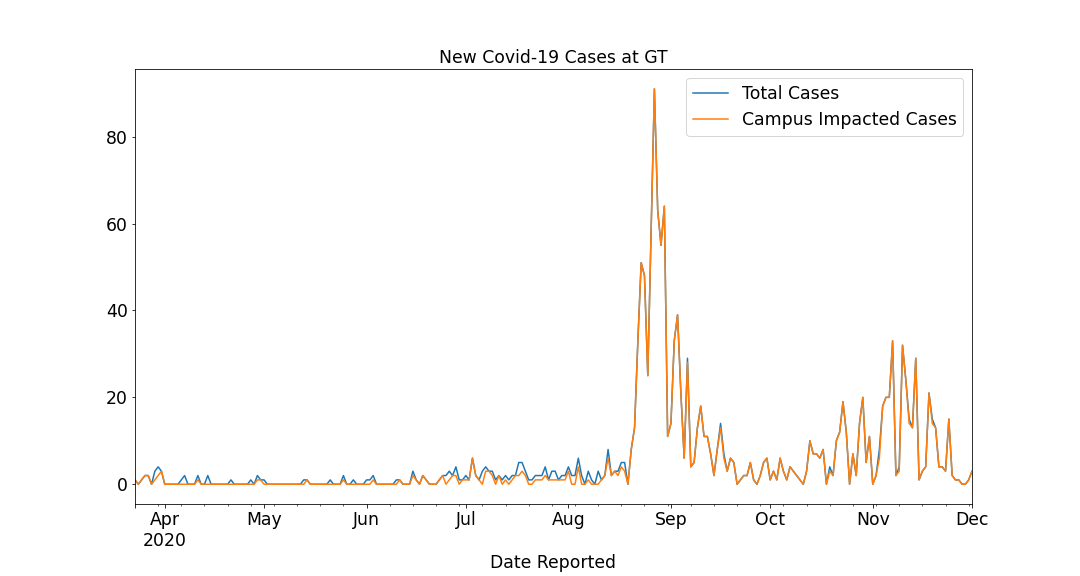 New Covid-19 Cases at GT
Total Cases
Campus Impacted Cases
80
60
40
20
0
Apr May Jun Jul Aug Sep Oct Nov Dec
2020
Date Reported